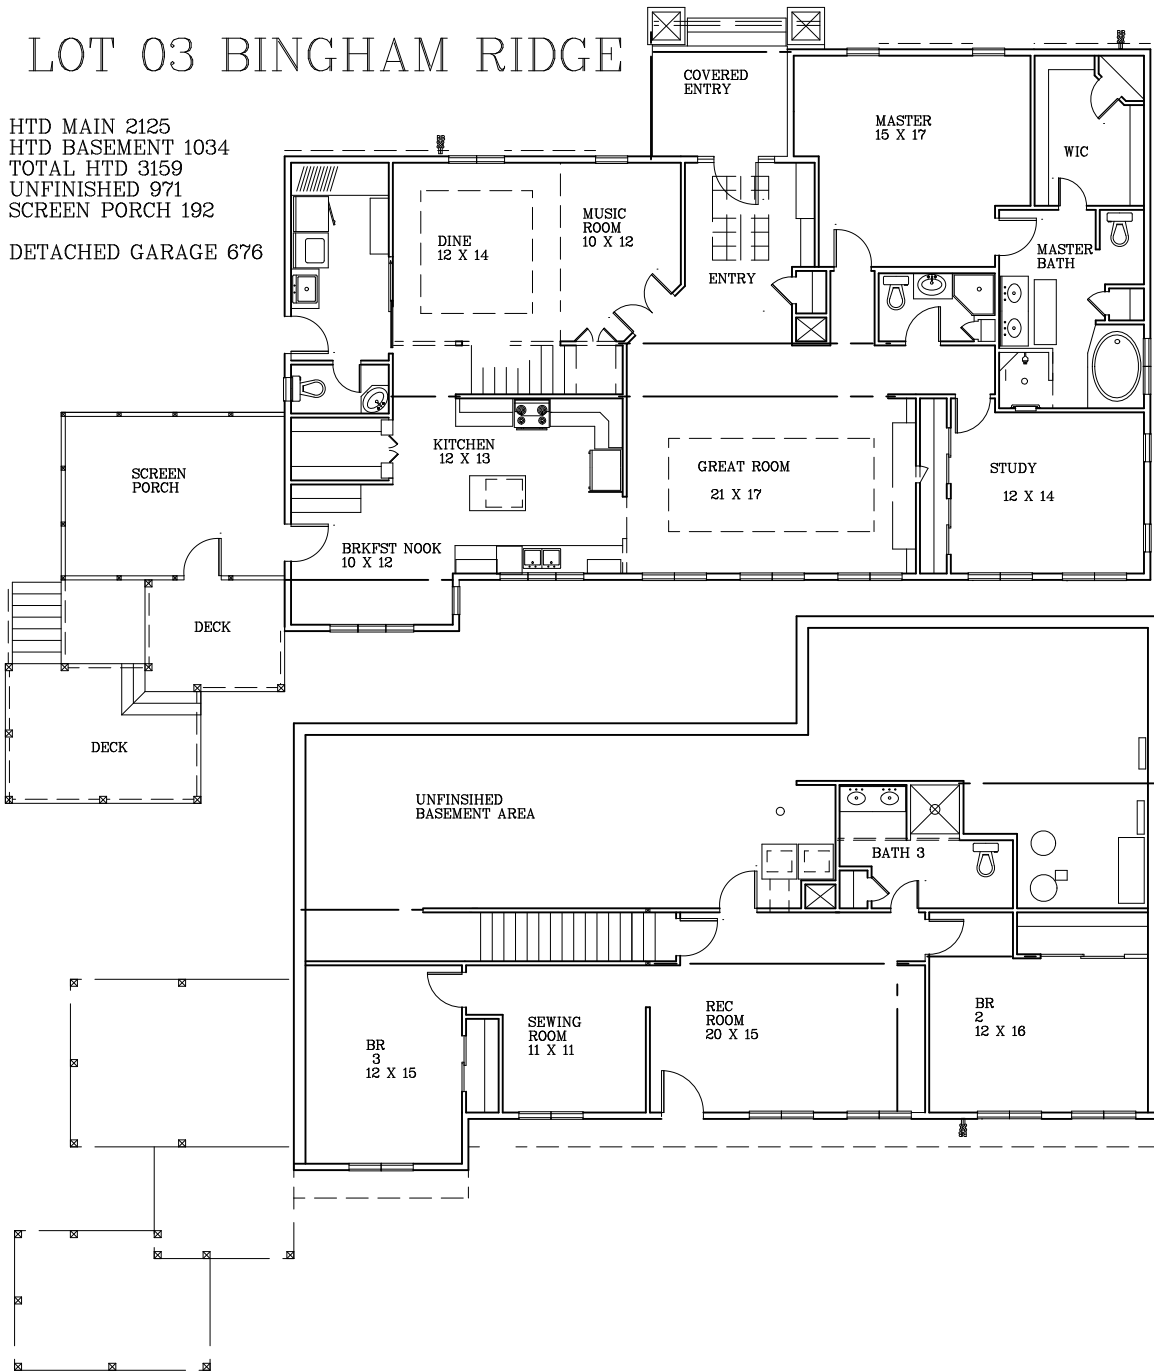 LOT 03 BINGHAM RIDGE
HTD MAIN 2125
HTD BASEMENT 1034
TOTAL HTD 3159
UNFINISHED 971
SCREEN PORCH 192
DETACHED GARAGE 676
COVERED
ENTRY
MASTER
15 X 17
WIC
DINE
12 X 14
MUSIC
ROOM
10 X 12
ENTRY
MASTER
BATH
SCREEN
PORCH
KITCHEN
12 X 13
GREAT ROOM
21 X 17
STUDY
12 X 14
BRKFST NOOK
10 X 12
DECK
DECK
UNFINSIHED
BASEMENT AREA
BATH 3
BR
3
12 X 15
SEWING
ROOM
11 X 11
REC
ROOM
20 X 15
BR
2
12 X 16